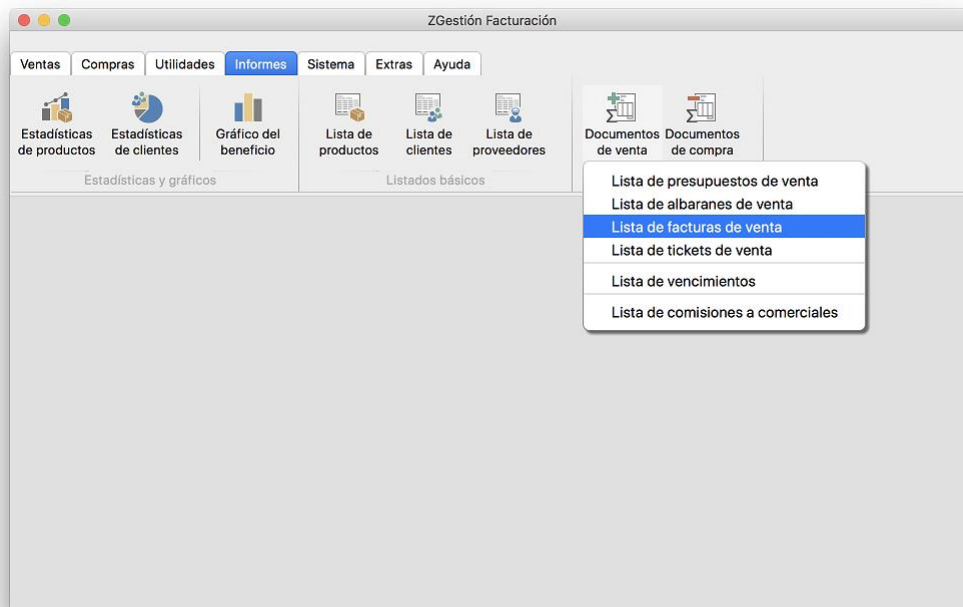 ZGestión Facturación
Ventas Compras Utilidades Informes Sistema Extras Ayuda
Estadísticas de productos
Estadísticas de clientes
Gráfico del beneficio
Lista de productos
Lista de clientes
Lista de proveedores
Documentos de venta
Documentos de compra
Estadísticas y gráficos
Listados básicos
Lista de presupuestos de venta
Lista de albaranes de venta
Lista de facturas de venta
Lista de tickets de venta
Lista de vencimientos
Lista de comisiones a comerciales